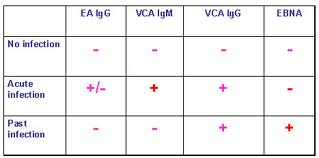 EA IgG VCA IgM VCA IgG EBNA
No infection - - - -
Acute
infection +/- + + -
Past
infection - - + +